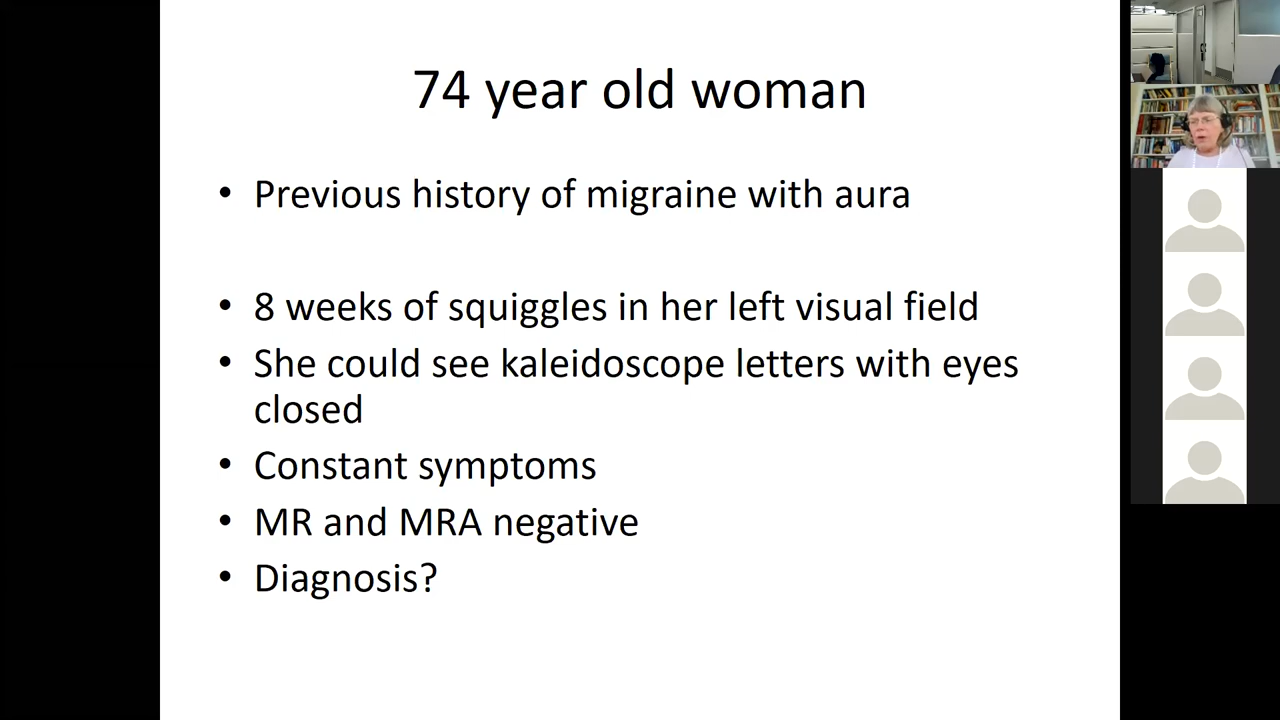 74 year old woman
• Previous history of migraine with aura
• 8 weeks of squiggles in her left visual field
• She could see kaleidoscope letters with eyes
closed
• Constant symptoms
• MR and MRA negative
• Diagnosis?